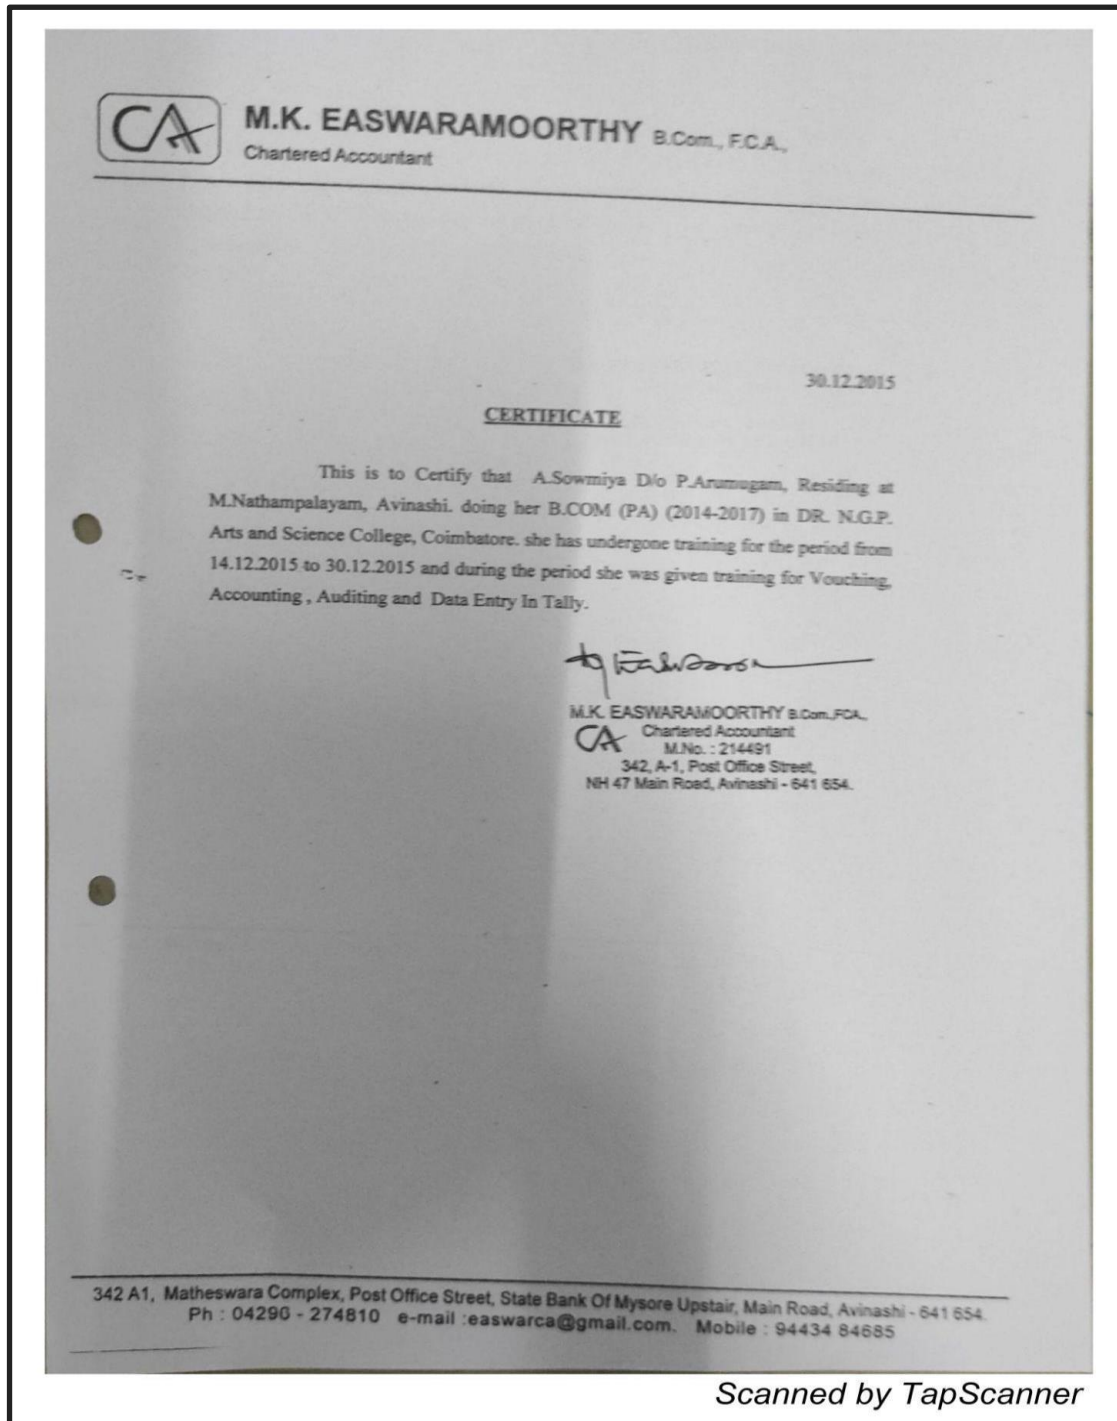 CA M.K. EASWARAMOORTHY B.Com., F.C.A.,
Chartered Accountant
30.12.2015
CERTIFICATE
This is to Certify that A.Sowmiya D/o P.Arumugam, Residing at
M.Nathampalayam, Avinashi. doing her B.COM (PA) (2014-2017) in DR. N.G.P.
Arts and Science College, Coimbatore. she has undergone training for the period from
14.12.2015 to 30.12.2015 and during the period she was given training for Vouching,
Accounting , Auditing and Data Entry In Tally.
M.K. EASWARAMOORTHY B.Com.,FCA.,
CA Chartered Accountant
M.No. : 214491
342, A-1, Post Office Street,
NH 47 Main Road, Avinashi - 641 654.
342 A1, Matheswara Complex, Post Office Street, State Bank Of Mysore Upstair, Main Road, Avinashi - 641 654.
Ph : 04296 - 274810 e-mail :easwarca@gmail.com. Mobile : 94434 84685
Scanned by TapScanner